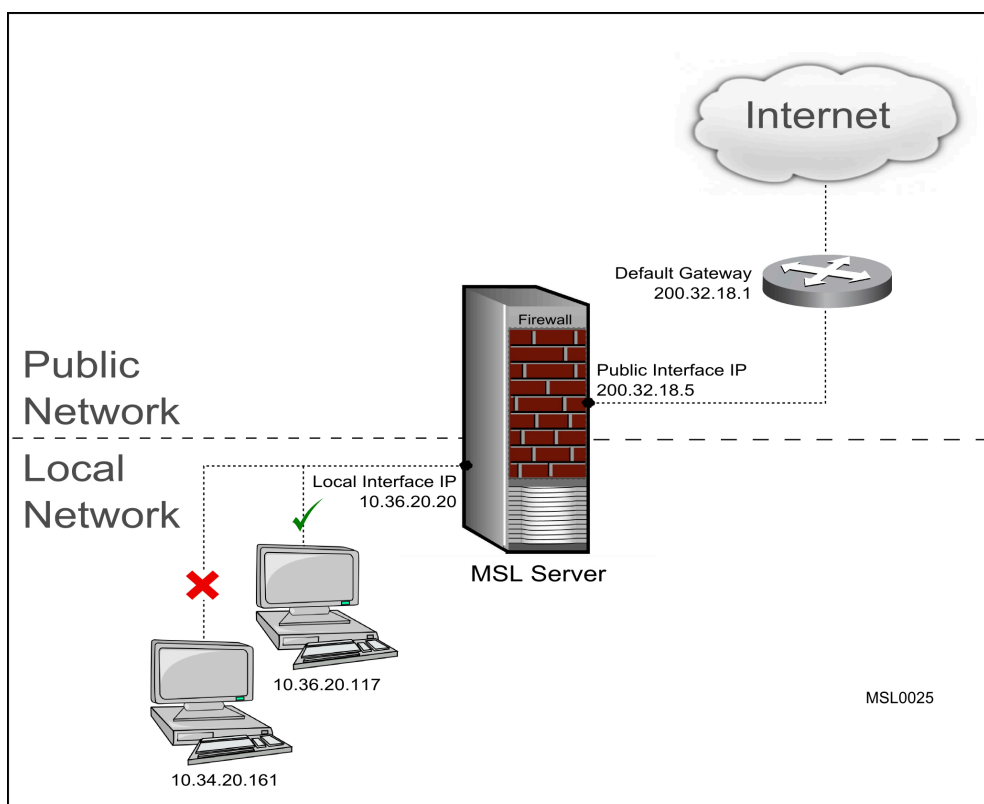 Internet
Default Gateway
200.32.18.1
Firewall
Public Interface IP
200.32.18.5
Public
Network
Local
Network
Local Interface IP
10.36.20.20
MSL Server
10.36.20.117
10.34.20.161
MSL0025